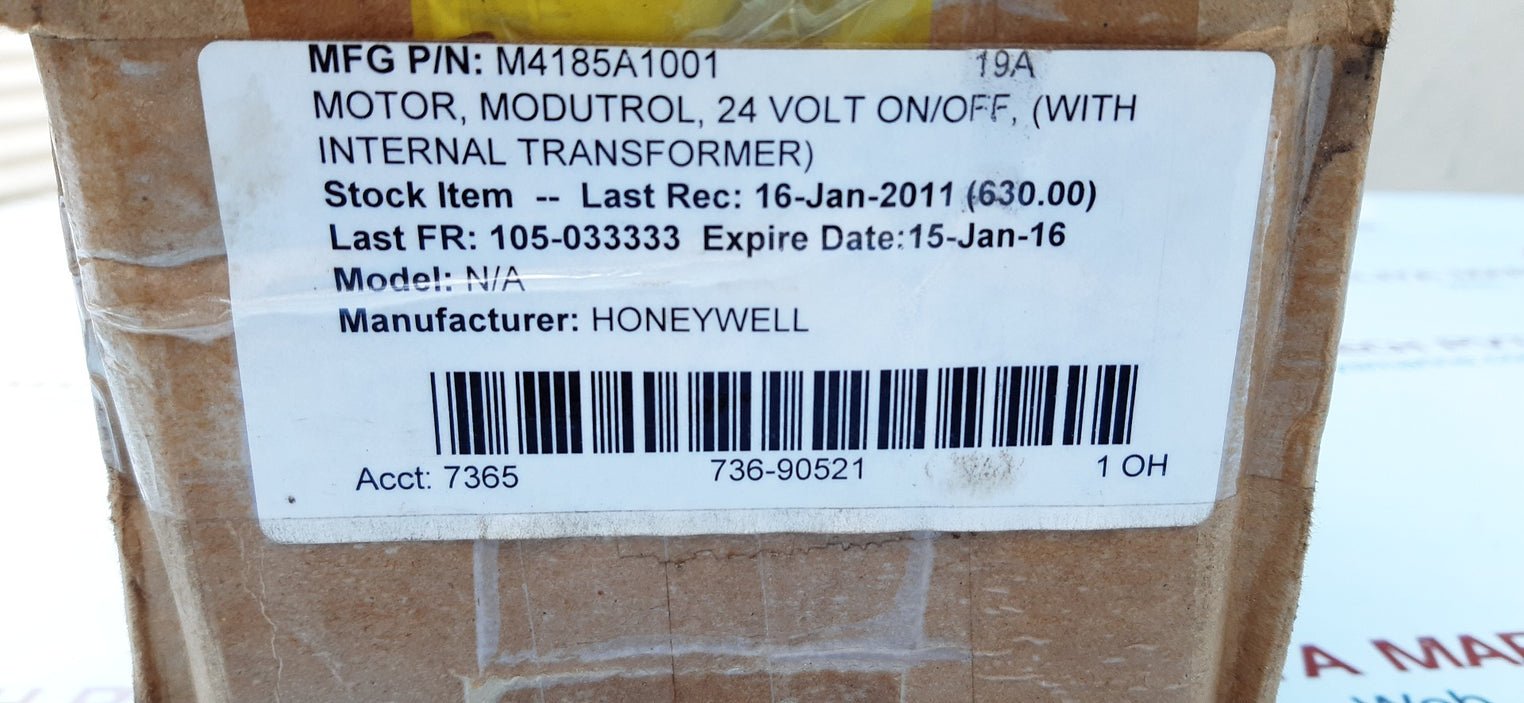 MFG P/N: M4185A1001 19A
MOTOR, MODUTROL, 24 VOLT ON/OFF, (WITH
INTERNAL TRANSFORMER)
Stock Item -- Last Rec: 16-Jan-2011 (630.00)
Last FR: 105-033333 Expire Date:15-Jan-16
Model: N/A
Manufacturer: HONEYWELL
Acct: 7365 736-90521 1 OH
A MAR
Web